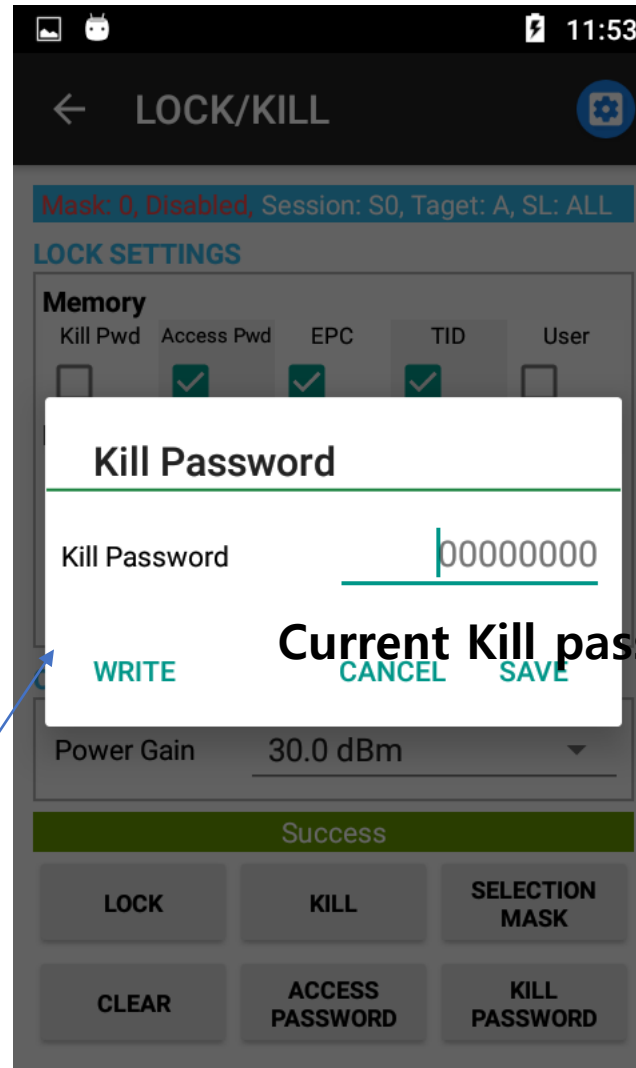 11:53
LOCK/KILL
Mask: 0, Disabled, Session: S0, Taget: A, SL: ALL
LOCK SETTINGS
Memory
Kill Pwd Access Pwd EPC TID User
Kill Password
Kill Password 00000000
Current Kill pas
WRITE CANCEL SAVE
Power Gain 30.0 dBm
Success
LOCK KILL SELECTION MASK
CLEAR ACCESS PASSWORD KILL PASSWORD